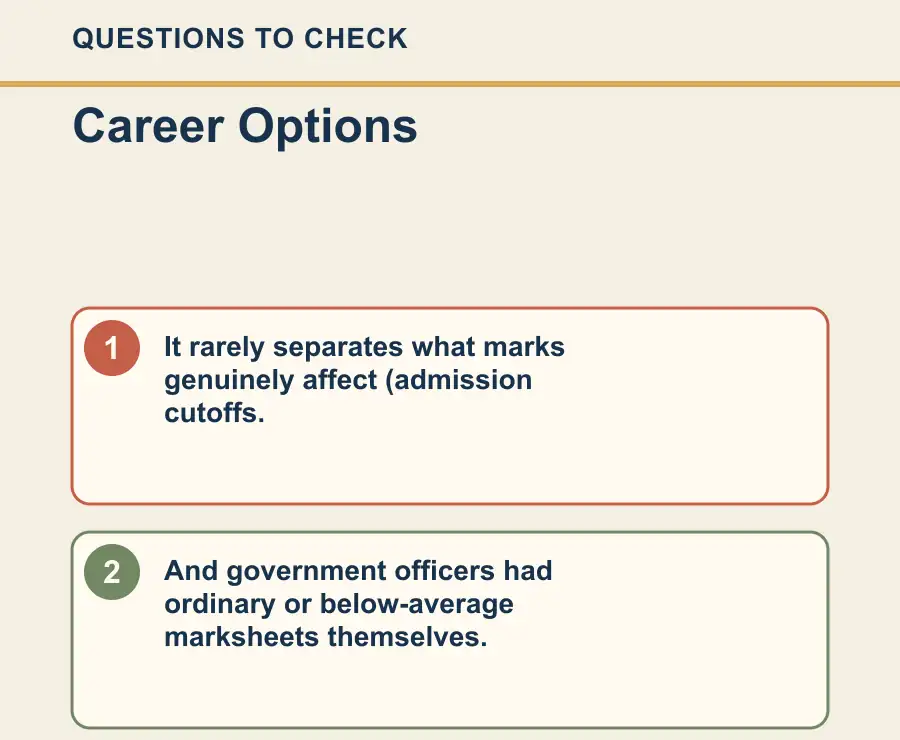 QUESTIONS TO CHECK
Career Options
1
It rarely separates what marks
genuinely affect (admission
cutoffs.
2
And government officers had
ordinary or below-average
marksheets themselves.